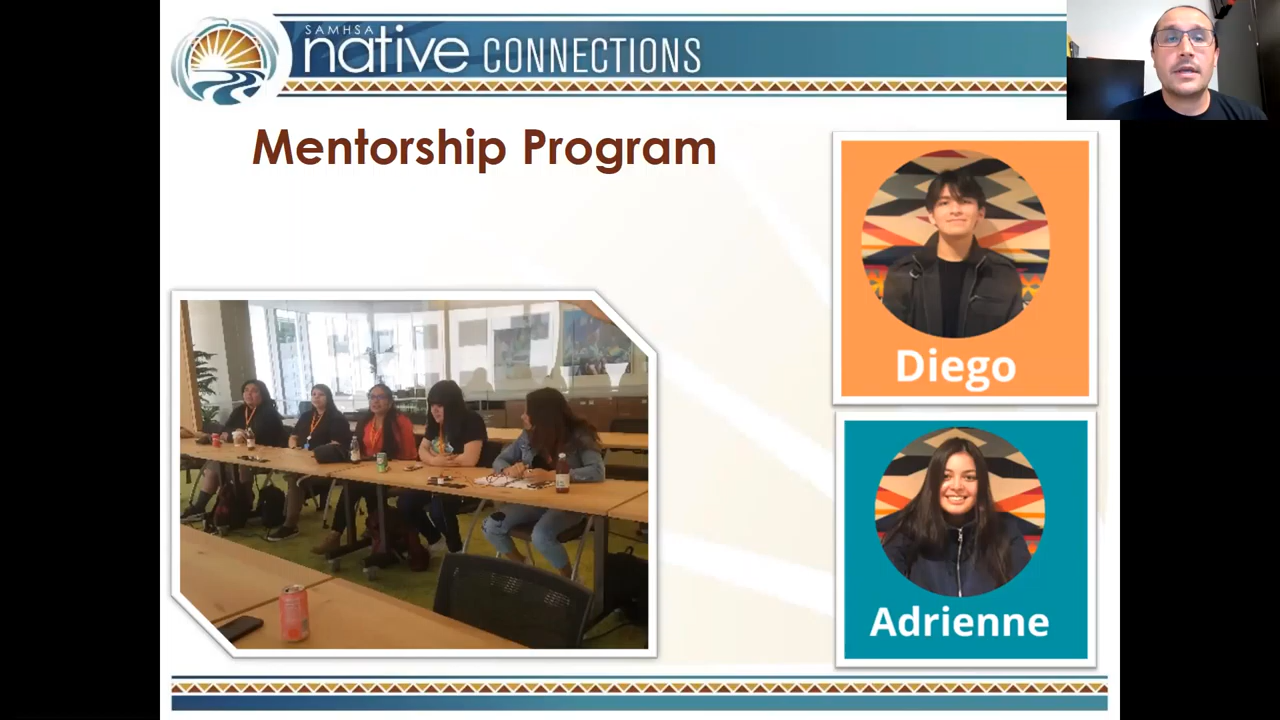 SAMHSA
native CONNECTIONS
Mentorship Program
Diego
Adrienne